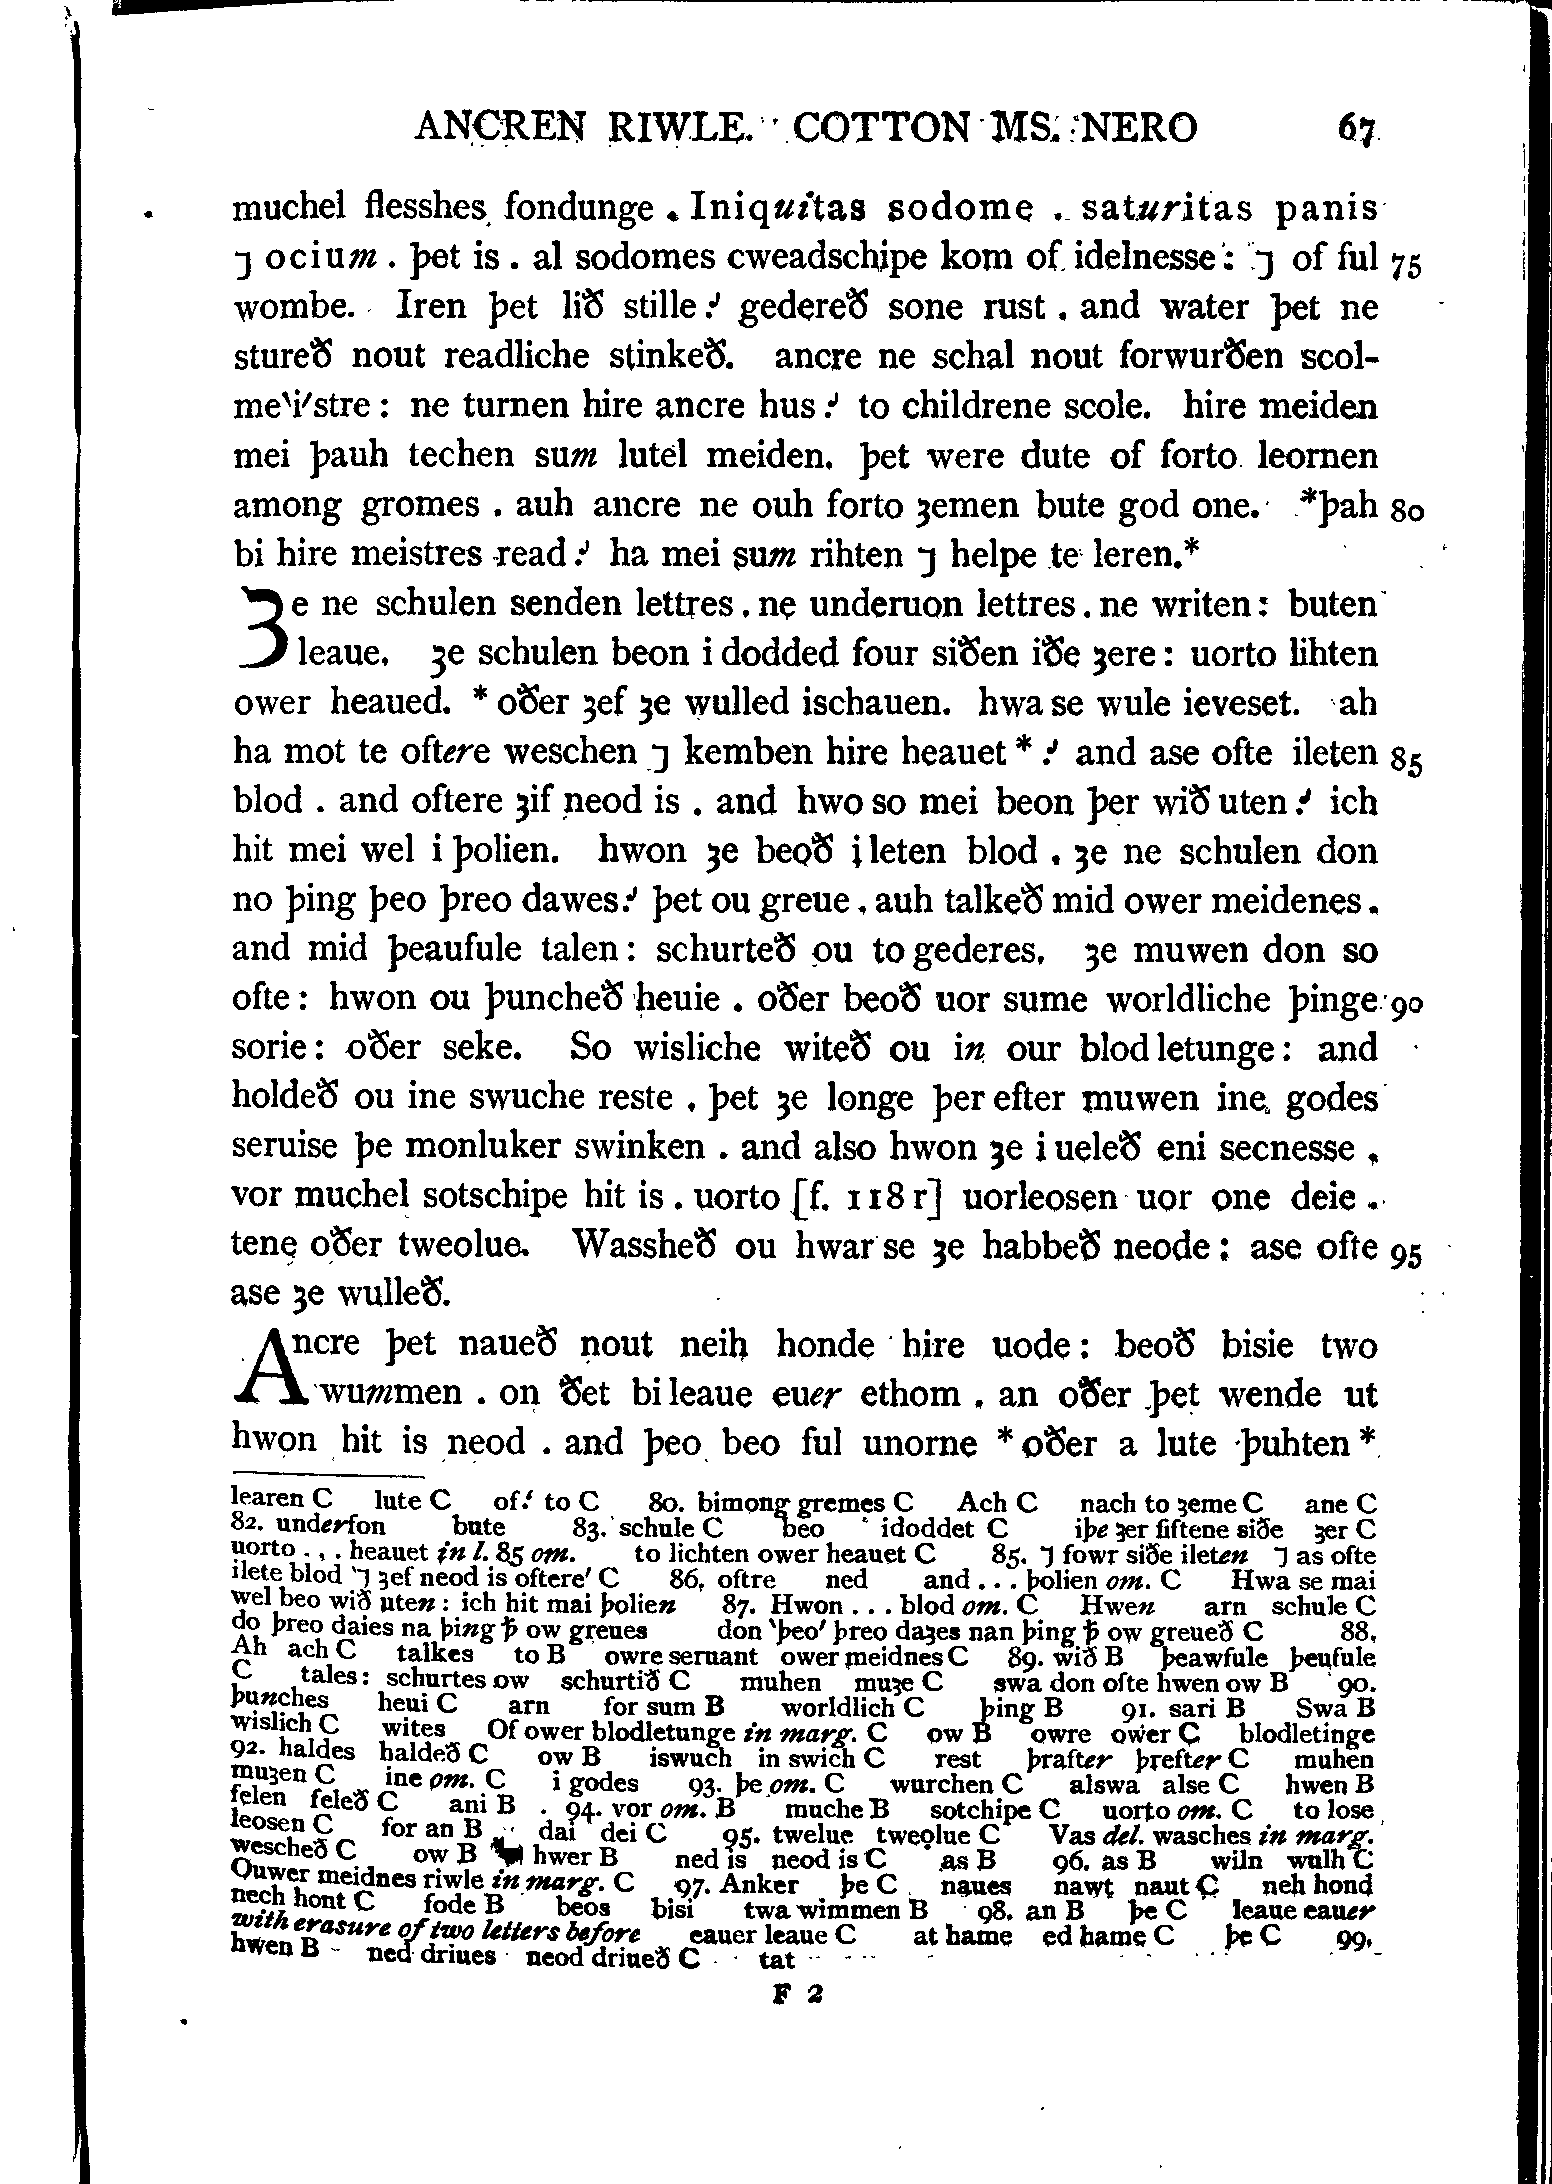 ANCREN RIWLE. COTTON MS. NERO 67
muchel flesshes fondunge . Iniquitas sodome . saturitas panis
⁊ ocium . þet is . al sodomes cweadschipe kom of idelnesse : ⁊ of ful 75
wombe. Iren þet lið stille :' gedereð sone rust . and water þet ne
stureð nout readliche stinkeð. ancre ne schal nout forwurðen scol-
me‵i′stre : ne turnen hire ancre hus :' to childrene scole. hire meiden
mei þauh techen sum lutel meiden. þet were dute of forto leornen
among gromes . auh ancre ne ouh forto ȝemen bute god one. *þah 80
bi hire meistres read :' ha mei sum rihten ⁊ helpe te leren.*
Ȝe ne schulen senden lettres . ne underuon lettres . ne writen : buten
leaue. ȝe schulen beon i dodded four siðen iðe ȝere : uorto lihten
ower heaued. * oðer ȝef ȝe wulled ischauen. hwa se wule ieveset. ah
ha mot te oftere weschen ⁊ kemben hire heauet * :' and ase ofte ileten 85
blod . and oftere ȝif neod is . and hwo so mei beon þer wið uten :' ich
hit mei wel i þolien. hwon ȝe beoð ileten blod . ȝe ne schulen don
no þing þeo þreo dawes :' þet ou greue . auh talkeð mid ower meidenes .
and mid þeaufule talen : schurteð ou to gederes. ȝe muwen don so
ofte : hwon ou þuncheð heuie . oðer beoð uor sume worldliche þinge 90
sorie : oðer seke. So wisliche witeð ou in our blod letunge : and
holdeð ou ine swuche reste . þet ȝe longe þer efter muwen ine godes
seruise þe monluker swinken . and also hwon ȝe i ueleð eni secnesse .
vor muchel sotschipe hit is . uorto [f. 118 r] uorleosen uor one deie .
tene oðer tweolue. Wassheð ou hwar se ȝe habbeð neode : ase ofte 95
ase ȝe wulleð.
Ancre þet naueð nout neih honde hire uode : beoð bisie two
wummen . on ðet bi leaue euer ethom . an oðer þet wende ut
hwon hit is neod . and þeo beo ful unorne * oðer a lute þuhten *
learen C lute C of :' to C 80. bimong gremes C Ach C nach to ȝeme C ane C
82. underfon bute 83. schule C beo idoddet C iþe ȝer fiftene siðe ȝer C
uorto . . . heauet in l. 85 om. to lichten ower heauet C 85. ⁊ fowr siðe ileten ⁊ as ofte
ilete blod ‵⁊ ȝef neod is oftere′ C 86. oftre ned and . . . þolien om. C Hwa se mai
wel beo wið uten : ich hit mai þolien 87. Hwon . . . blod om. C Hwen arn schule C
do þreo daies na þing ꝥ ow greues don ‵þeo′ þreo daȝes nan þing ꝥ ow greueð C 88.
Ah ach C talkes to B owre seruant ower meidnes C 89. wið B þeawfule þeufule
C tales : schurtes ow schurtið C muhen muȝe C swa don ofte hwen ow B 90.
þunches heui C arn for sum B worldlich C þing B 91. sari B Swa B
wislich C wites Of ower blodletunge in marg. C ow B owre ower C blodletinge
92. haldes haldeð C ow B iswuch in swich C rest þrafter þrefter C muhen
muȝen C ine om. C i godes 93. þe om. C wurchen C alswa alse C hwen B
felen feleð C ani B 94. vor om. B muche B sotchipe C uorto om. C to lose
leosen C for an B dai dei C 95. twelue tweolue C Vas del. wasches in marg.
wescheð C ow B hwer B ned is neod is C as B 96. as B wiln wulh C
Ouwer meidnes riwle in marg. C 97. Anker þe C naues nawt naut C neh hond
nech hont C fode B beos bisi twa wimmen B 98. an B þe C leaue eauer
with erasure of two letters before eauer leaue C at hame ed hame C þe C 99.
hwen B ned driues neod driueð C tat
F 2